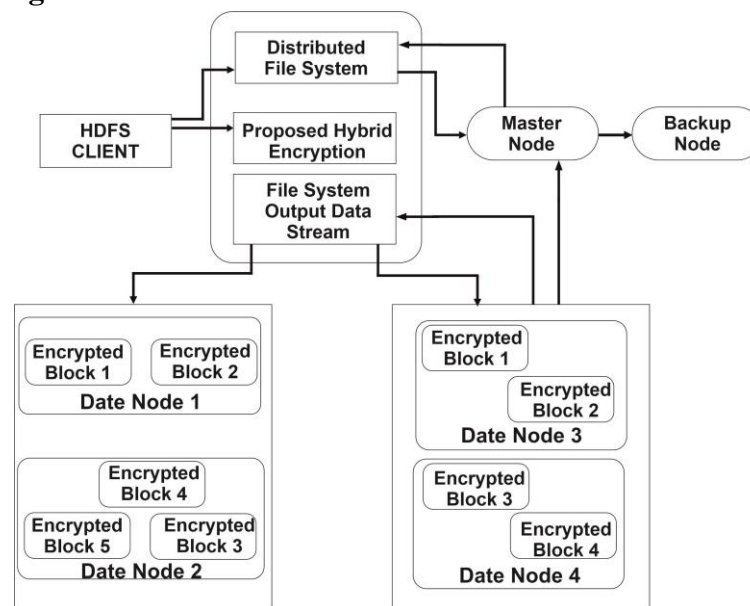 g
Distributed
File System
HDFS
CLIENT
Proposed Hybrid
Encryption
Master
Node
Backup
Node
File System
Output Data
Stream
Encrypted
Block 1
Encrypted
Block 2
Date Node 1
Encrypted
Block 4
Encrypted
Block 5
Encrypted
Block 3
Date Node 2
Encrypted
Block 1
Encrypted
Block 2
Date Node 3
Encrypted
Block 3
Encrypted
Block 4
Date Node 4